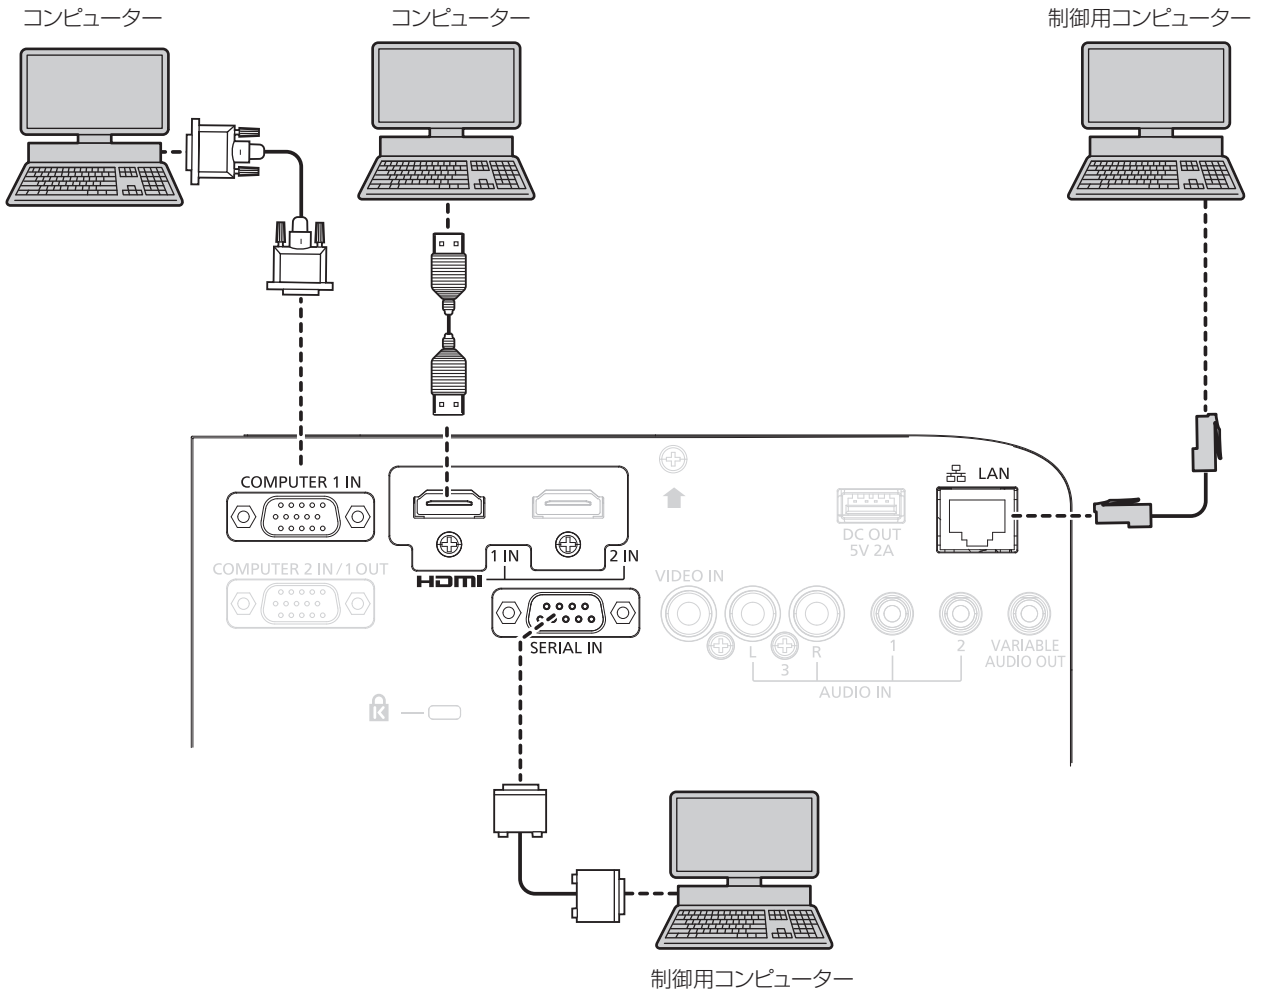 コンピューター
コンピューター
制御用コンピューター
COMPUTER 1 IN
LAN
HDMI
1 IN
2 IN
DC OUT
5V 2A
COMPUTER 2 IN / 1 OUT
VIDEO IN
SERIAL IN
L
R
3
1
2
VARIABLE
AUDIO OUT
AUDIO IN
K
制御用コンピューター